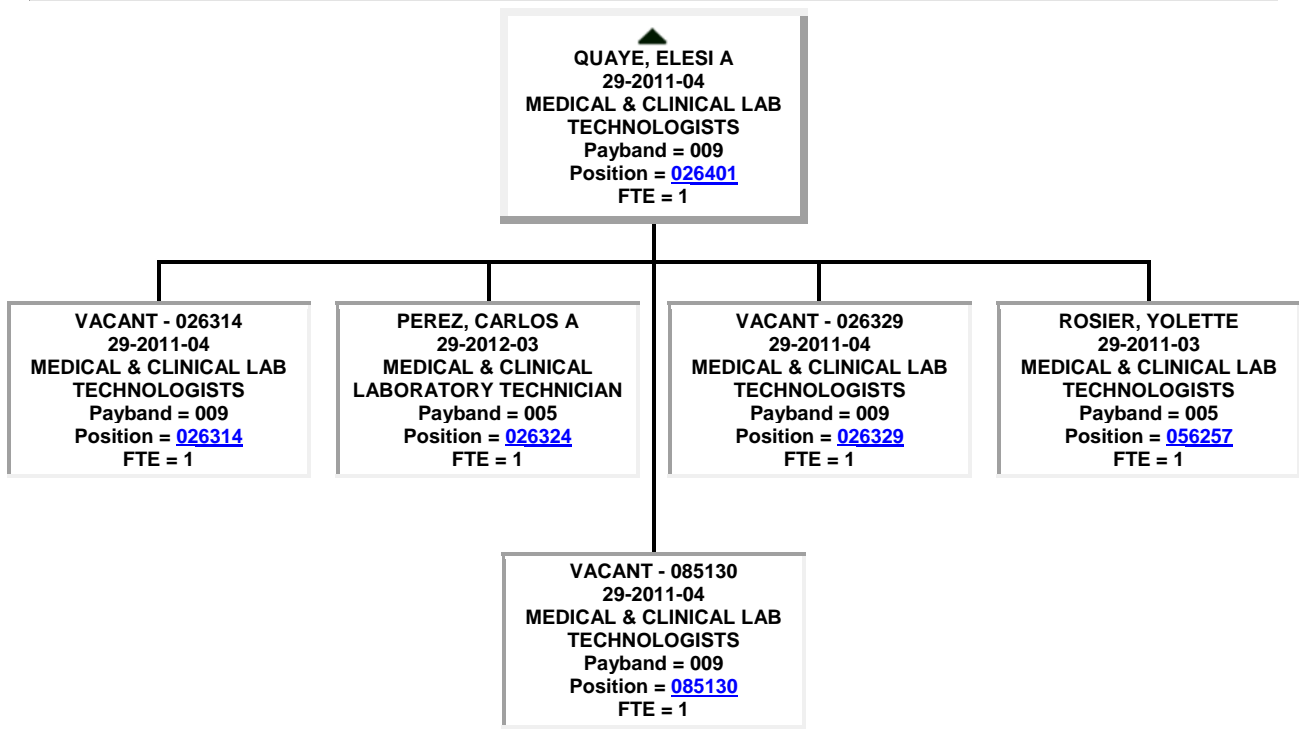 QUAYE, ELESI A
29-2011-04
MEDICAL & CLINICAL LAB
TECHNOLOGISTS
Payband = 009
Position = 026401
FTE = 1
VACANT - 026314
29-2011-04
MEDICAL & CLINICAL LAB
TECHNOLOGISTS
Payband = 009
Position = 026314
FTE = 1
PEREZ, CARLOS A
29-2012-03
MEDICAL & CLINICAL
LABORATORY TECHNICIAN
Payband = 005
Position = 026324
FTE = 1
VACANT - 026329
29-2011-04
MEDICAL & CLINICAL LAB
TECHNOLOGISTS
Payband = 009
Position = 026329
FTE = 1
ROSIER, YOLETTE
29-2011-03
MEDICAL & CLINICAL LAB
TECHNOLOGISTS
Payband = 005
Position = 056257
FTE = 1
VACANT - 085130
29-2011-04
MEDICAL & CLINICAL LAB
TECHNOLOGISTS
Payband = 009
Position = 085130
FTE = 1